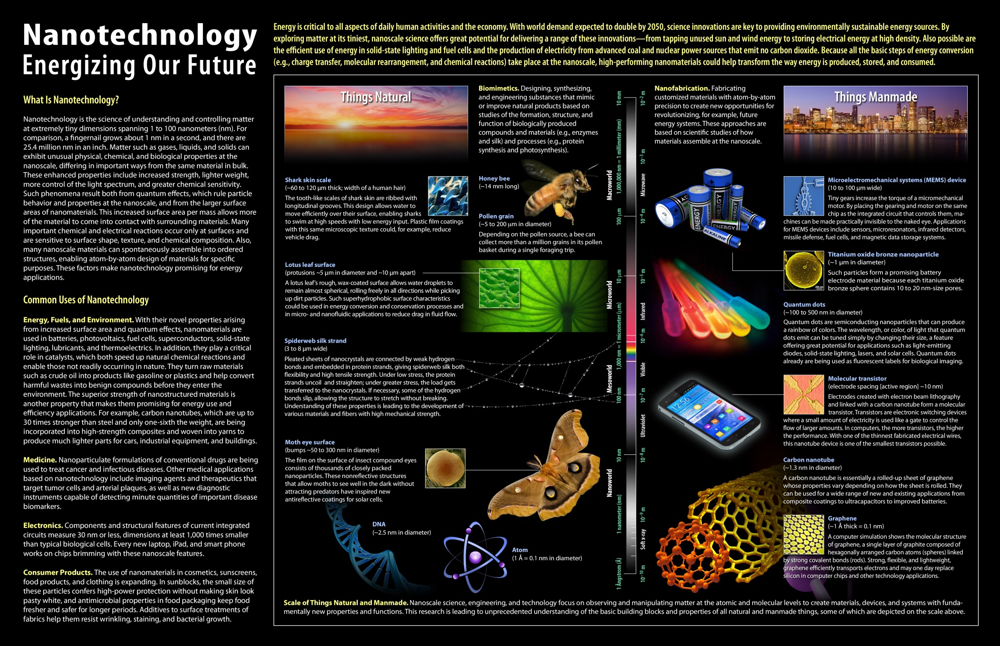 Nanotechnology
Energizing Our Future
What Is Nanotechnology?
Nanotechnology is the science of understanding and controlling matter
at extremely tiny dimensions spanning 1 to 100 nanometers (nm). For
comparison, a fingernail grows about 1 nm in a second, and there are
25.4 million nm in an inch. Matter such as gases, liquids, and solids can
exhibit unusual physical, chemical, and biological properties at the
nanoscale, differing in important ways from the same material in bulk.
These enhanced properties include increased strength, lighter weight,
more control of the light spectrum, and greater chemical sensitivity.
Such phenomena result both from quantum effects, which rule particle
behavior and properties at the nanoscale, and from the larger surface
areas of nanomaterials. This increased surface area per mass allows more
of the material to come into contact with surrounding materials. Many
important chemical and electrical reactions occur only at surfaces and
are sensitive to surface shape, texture, and chemical composition. Also,
many nanoscale materials can spontaneously assemble into ordered
structures, enabling atom-by-atom design of materials for specific
purposes. These factors make nanotechnology promising for energy
applications.
Common Uses of Nanotechnology
Energy, Fuels, and Environment. With their novel properties arising
from increased surface area and quantum effects, nanomaterials are
used in batteries, photovoltaics, fuel cells, superconductors, solid-state
lighting, lubricants, and thermoelectrics. In addition, they play a critical
role in catalysts, which both speed up natural chemical reactions and
enable those not readily occurring in nature. They turn raw materials
such as crude oil into products like gasoline or plastics and help convert
harmful wastes into benign compounds before they enter the
environment. The superior strength of nanostructured materials is
another property that makes them promising for energy use and
efficiency applications. For example, carbon nanotubes, which are up to
30 times stronger than steel and only one-sixth the weight, are being
incorporated into high-strength composites and woven into yarns to
produce much lighter parts for cars, industrial equipment, and buildings.
Medicine. Nanoparticulate formulations of conventional drugs are being
used to treat cancer and infectious diseases. Other medical applications
based on nanotechnology include imaging agents and therapeutics that
target tumor cells and arterial plaques, as well as new diagnostic
instruments capable of detecting minute quantities of important disease
biomarkers.
Electronics. Components and structural features of current integrated
circuits measure 30 nm or less, dimensions at least 1,000 times smaller
than typical biological cells. Every new laptop, iPad, and smart phone
works on chips brimming with these nanoscale features.
Consumer Products. The use of nanomaterials in cosmetics, sunscreens,
food products, and clothing is expanding. In sunblocks, the small size of
these particles confers high-power protection without making skin look
pasty white, and antimicrobial properties in food packaging keep food
fresher and safer for longer periods. Additives to surface treatments of
fabrics help them resist wrinkling, staining, and bacterial growth.
Energy is critical to all aspects of daily human activities and the economy. With world demand expected to double by 2050, science innovations are key to providing environmentally sustainable energy sources. By
exploring matter at its tiniest, nanoscale science offers great potential for delivering a range of these innovations—from tapping unused sun and wind energy to storing electrical energy at high density. Also possible are
the efficient use of energy in solid-state lighting and fuel cells and the production of electricity from advanced coal and nuclear power sources that emit no carbon dioxide. Because all the basic steps of energy conversion
(e.g., charge transfer, molecular rearrangement, and chemical reactions) take place at the nanoscale, high-performing nanomaterials could help transform the way energy is produced, stored, and consumed.
Things Natural
Shark skin scale
(~60 to 120 µm thick; width of a human hair)
The tooth-like scales of shark skin are ribbed with
longitudinal grooves. This design allows water to
move efficiently over their surface, enabling sharks
to swim at high speeds with low energy input. Plastic film coatings
with this same microscopic texture could, for example, reduce
vehicle drag.
Lotus leaf surface
(protusions ~5 µm in diameter and ~10 µm apart)
A lotus leaf's rough, wax-coated surface allows water droplets to
remain almost spherical, rolling freely in all directions while picking
up dirt particles. Such superhydrophobic surface characteristics
could be used in energy conversion and conservation processes and
in micro- and nanofluidic applications to reduce drag in fluid flow.
Spiderweb silk strand
(3 to 8 µm wide)
Pleated sheets of nanocrystals are connected by weak hydrogen
bonds and embedded in protein strands, giving spiderweb silk both
flexibility and high tensile strength. Under low stress, the protein
strands uncoil and straighten; under greater stress, the load gets
transferred to the nanocrystals. If necessary, some of the hydrogen
bonds slip, allowing the structure to stretch without breaking.
Understanding of these properties is leading to the development of
various materials and fibers with high mechanical strength.
Moth eye surface
(bumps ~50 to 300 nm in diameter)
The film on the surface of insect compound eyes
consists of thousands of closely packed
nanoparticles. These nonreflective structures
that allow moths to see well in the dark without
attracting predators have inspired new
antireflective coatings for solar cells.
DNA
(~2.5 nm in diameter)
Atom
(1 Å = 0.1 nm in diameter)
Biomimetics. Designing, synthesizing,
and engineering substances that mimic
or improve natural products based on
studies of the formation, structure, and
function of biologically produced
compounds and materials (e.g., enzymes
and silk) and processes (e.g., protein
synthesis and photosynthesis).
Honey bee
(~14 mm long)
Pollen grain
(~5 to 200 µm in diameter)
Depending on the pollen source, a bee can
collect more than a million grains in its pollen
basket during a single foraging trip.
Macroworld
Microworld
Mesoworld
Nanoworld
10 mm
1,000,000 nm = 1 millimeter (mm)
100 µm
10 µm
1,000 nm = 1 micrometer (µm)
100 nm
10 nm
1 nanometer (nm)
1 Ångstrom (Å)
10⁻² m
10⁻³ m
10⁻⁴ m
10⁻⁵ m
10⁻⁶ m
10⁻⁷ m
10⁻⁸ m
10⁻⁹ m
10⁻¹⁰ m
Microwave
Infrared
Visible
Ultraviolet
Soft x-ray
Nanofabrication. Fabricating
customized materials with atom-by-atom
precision to create new opportunities for
revolutionizing, for example, future
energy systems. These approaches are
based on scientific studies of how
materials assemble at the nanoscale.
ENERGY
ENERGY
ENERGY
ENERGY
ALKALINE
AAA
12:56
Tuesday
Things Manmade
Microelectromechanical systems (MEMS) device
(10 to 100 µm wide)
Tiny gears increase the torque of a micromechanical
motor. By placing the gearing and motor on the same
chip as the integrated circuit that controls them, ma-
chines can be made practically invisible to the naked eye. Applications
for MEMS devices include sensors, microresonators, infrared detectors,
missile defense, fuel cells, and magnetic data storage systems.
Titanium oxide bronze nanoparticle
(~1 µm in diameter)
Such particles form a promising battery
electrode material because each titanium oxide
bronze sphere contains 10 to 20 nm-size pores.
200 nm
Quantum dots
(~100 to 500 nm in diameter)
Quantum dots are semiconducting nanoparticles that can produce
a rainbow of colors. The wavelength, or color, of light that quantum
dots emit can be tuned simply by changing their size, a feature
offering great potential for applications such as light-emitting
diodes, solid-state lighting, lasers, and solar cells. Quantum dots
already are being used as fluorescent labels for biological imaging.
Molecular transistor
(electrode spacing [active region] ~10 nm)
Electrodes created with electron beam lithography
and linked with a carbon nanotube form a molecular
transistor. Transistors are electronic switching devices
where a small amount of electricity is used like a gate to control the
flow of larger amounts. In computers, the more transistors, the higher
the performance. With one of the thinnest fabricated electrical wires,
this nanotube device is one of the smallest transistors possible.
Carbon nanotube
(~1.3 nm in diameter)
A carbon nanotube is essentially a rolled-up sheet of graphene
whose properties vary depending on how the sheet is rolled. They
can be used for a wide range of new and existing applications from
composite coatings to ultracapacitors to improved batteries.
Graphene
(~1 Å thick = 0.1 nm)
A computer simulation shows the molecular structure
of graphene, a single layer of graphite composed of
hexagonally arranged carbon atoms (spheres) linked
by strong covalent bonds (rods). Strong, flexible, and lightweight,
graphene efficiently transports electrons and may one day replace
silicon in computer chips and other technology applications.
Scale of Things Natural and Manmade. Nanoscale science, engineering, and technology focus on observing and manipulating matter at the atomic and molecular levels to create materials, devices, and systems with funda-
mentally new properties and functions. This research is leading to unprecedented understanding of the basic building blocks and properties of all natural and manmade things, some of which are depicted on the scale above.